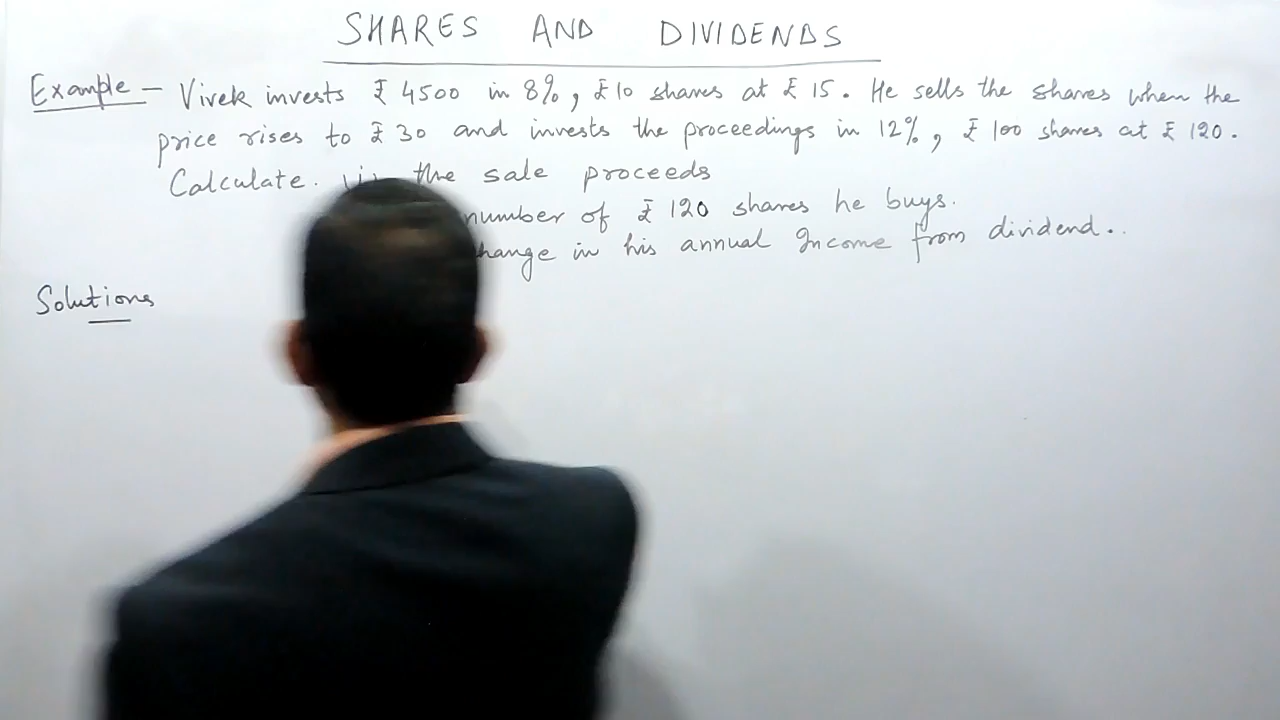 SHARES AND DIVIDENDS
Example - Vivek invests ₹ 4500 in 8%, ₹ 10 shares at ₹ 15. He sells the shares when the
price rises to ₹ 30 and invests the proceedings in 12%, ₹ 100 shares at ₹ 120.
Calculate. the sale proceeds
number of ₹ 120 shares he buys.
hange in his annual Income from dividend..
Solutions